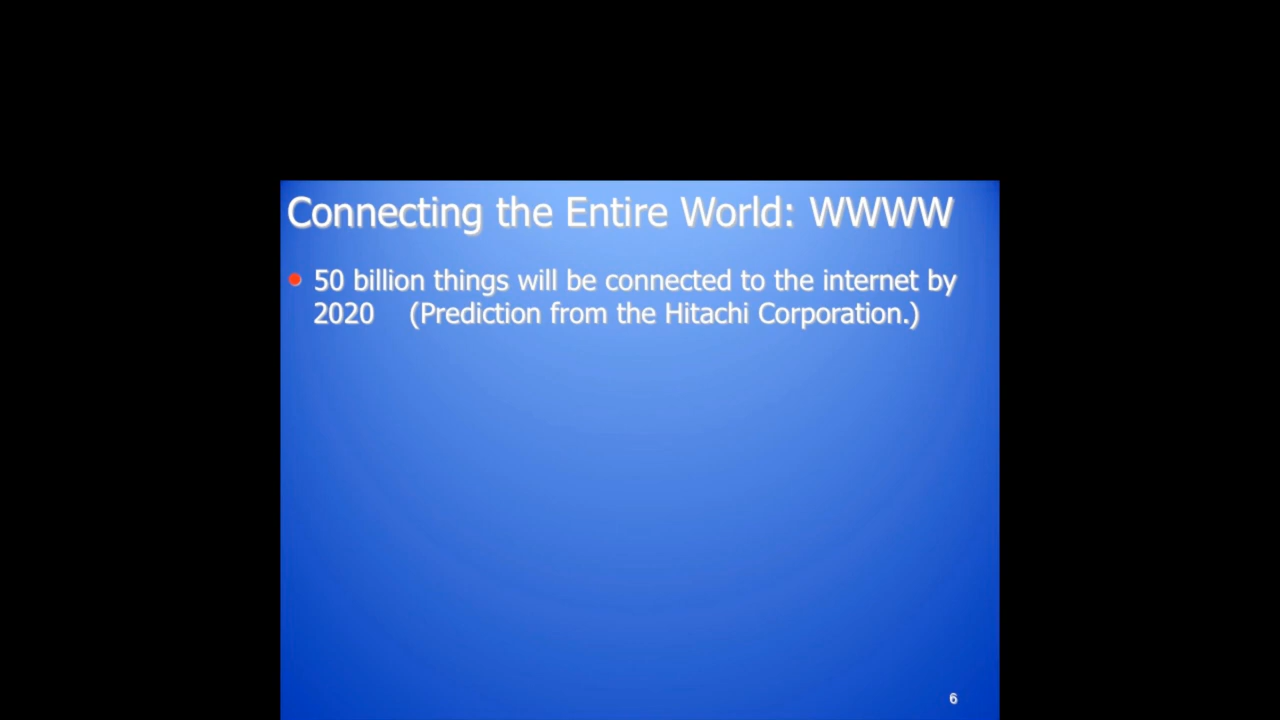 Connecting the Entire World: WWWW
50 billion things will be connected to the internet by
2020 (Prediction from the Hitachi Corporation.)
6